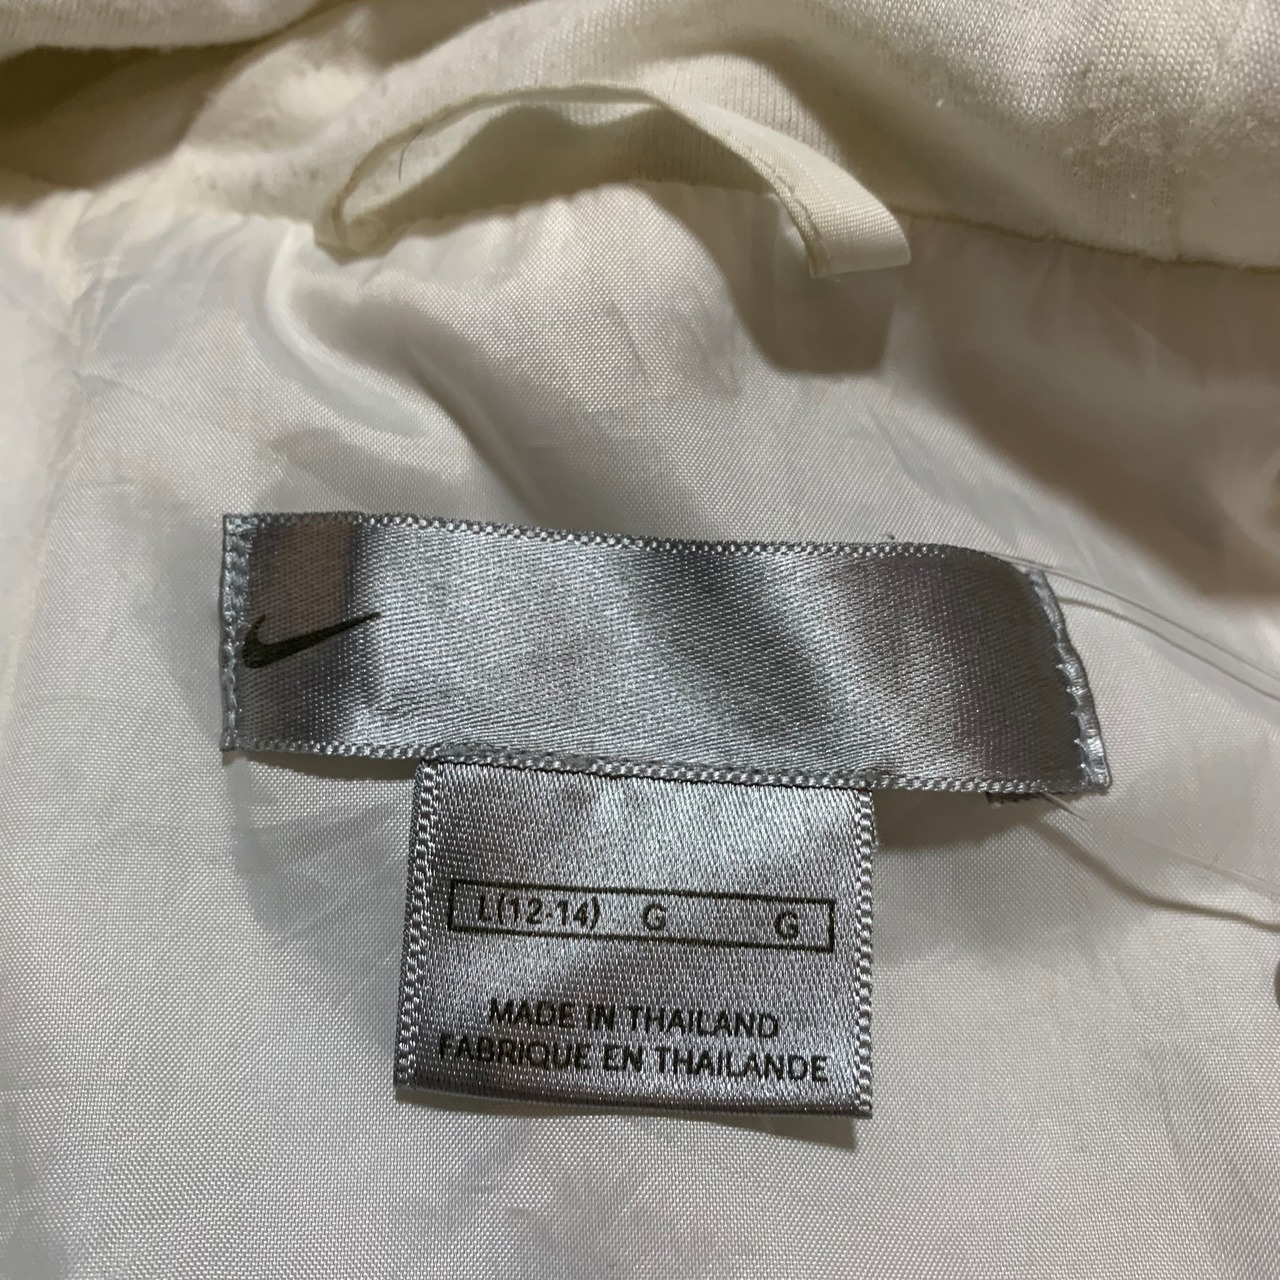 L(12-14) G G
MADE IN THAILAND
FABRIQUE EN THAILANDE